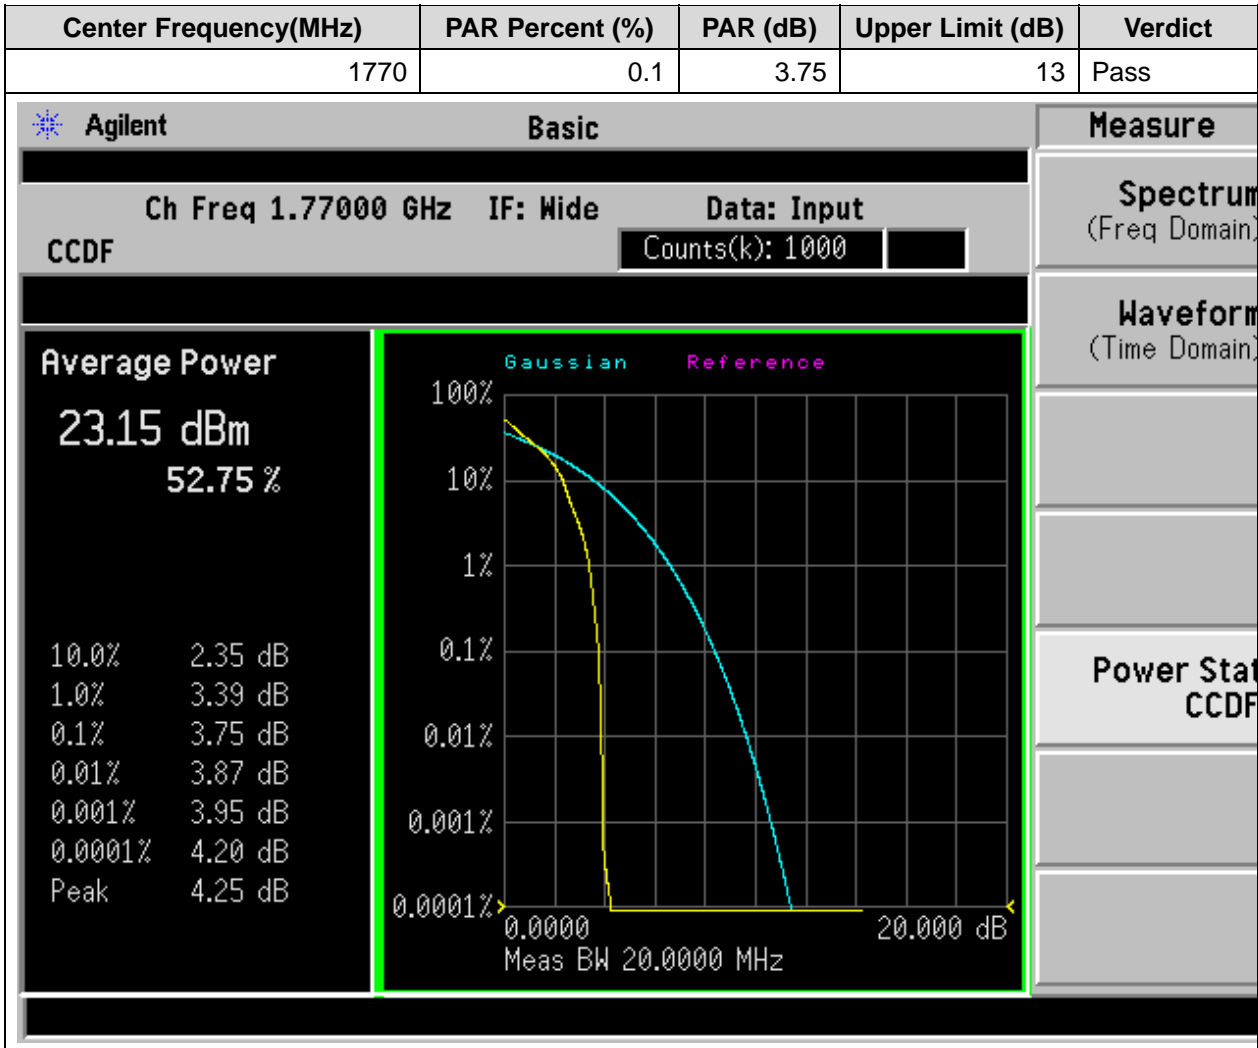 Center Frequency(MHz) PAR Percent (%) PAR (dB) Upper Limit (dB) Verdict
1770 0.1 3.75 13 Pass
Agilent Basic Measure
Ch Freq 1.77000 GHz IF: Wide Data: Input
CCDF Counts(k): 1000
Spectrum
(Freq Domain)
Waveform
(Time Domain)
Power Stat
CCDF
Average Power
23.15 dBm
52.75 %
10.0% 2.35 dB
1.0% 3.39 dB
0.1% 3.75 dB
0.01% 3.87 dB
0.001% 3.95 dB
0.0001% 4.20 dB
Peak 4.25 dB
Gaussian Reference
100%
10%
1%
0.1%
0.01%
0.001%
0.0001%
0.0000 20.000 dB
Meas BW 20.0000 MHz